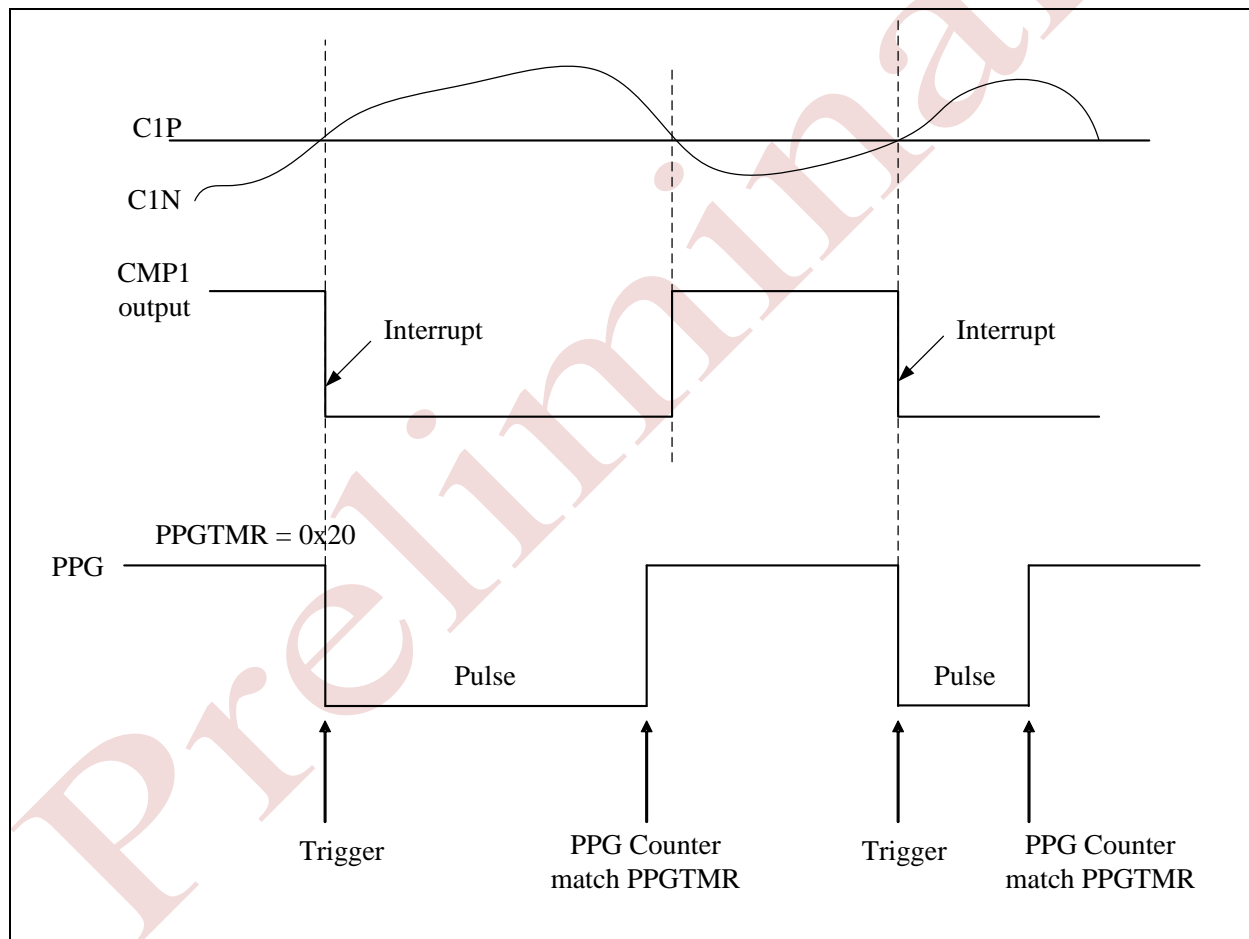 C1P
C1N
CMP1
output
Interrupt
Interrupt
PPGTMR = 0x20
PPG
Pulse
Pulse
Trigger
PPG Counter
match PPGTMR
Trigger
PPG Counter
match PPGTMR
Preliminar